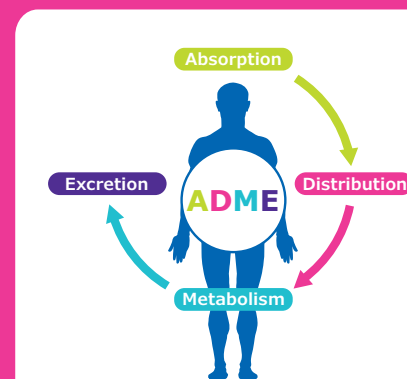 Absorption
Excretion
Distribution
ADME
Metabolism